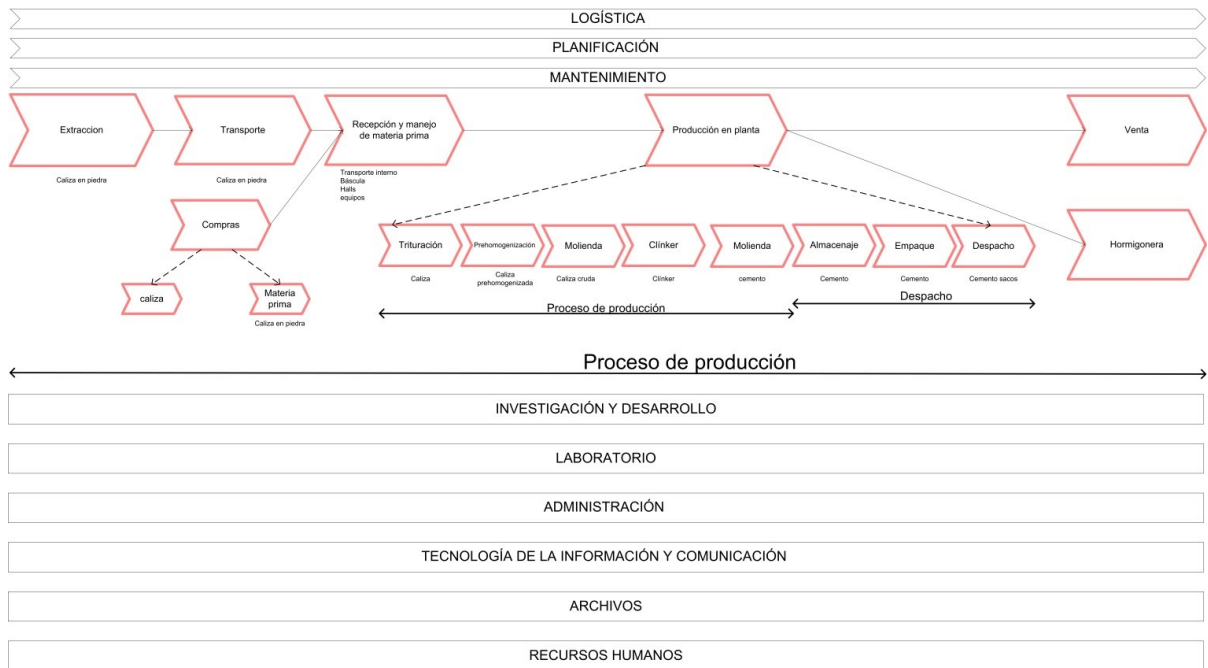 LOGÍSTICA
PLANIFICACIÓN
MANTENIMIENTO
Extraccion
Transporte
Recepción y manejo
de materia prima
Producción en planta
Venta
Caliza en piedra
Caliza en piedra
Transporte interno
Báscula
Halls
equipos
Compras
Trituración
Prehomogenización
Molienda
Clínker
Molienda
Almacenaje
Empaque
Despacho
Hormigonera
Caliza
Caliza
prehomogenizada
Caliza cruda
Clínker
cemento
Cemento
Cemento
Cemento sacos
caliza
Materia
prima
Caliza en piedra
Proceso de producción
Despacho
Proceso de producción
INVESTIGACIÓN Y DESARROLLO
LABORATORIO
ADMINISTRACIÓN
TECNOLOGÍA DE LA INFORMACIÓN Y COMUNICACIÓN
ARCHIVOS
RECURSOS HUMANOS